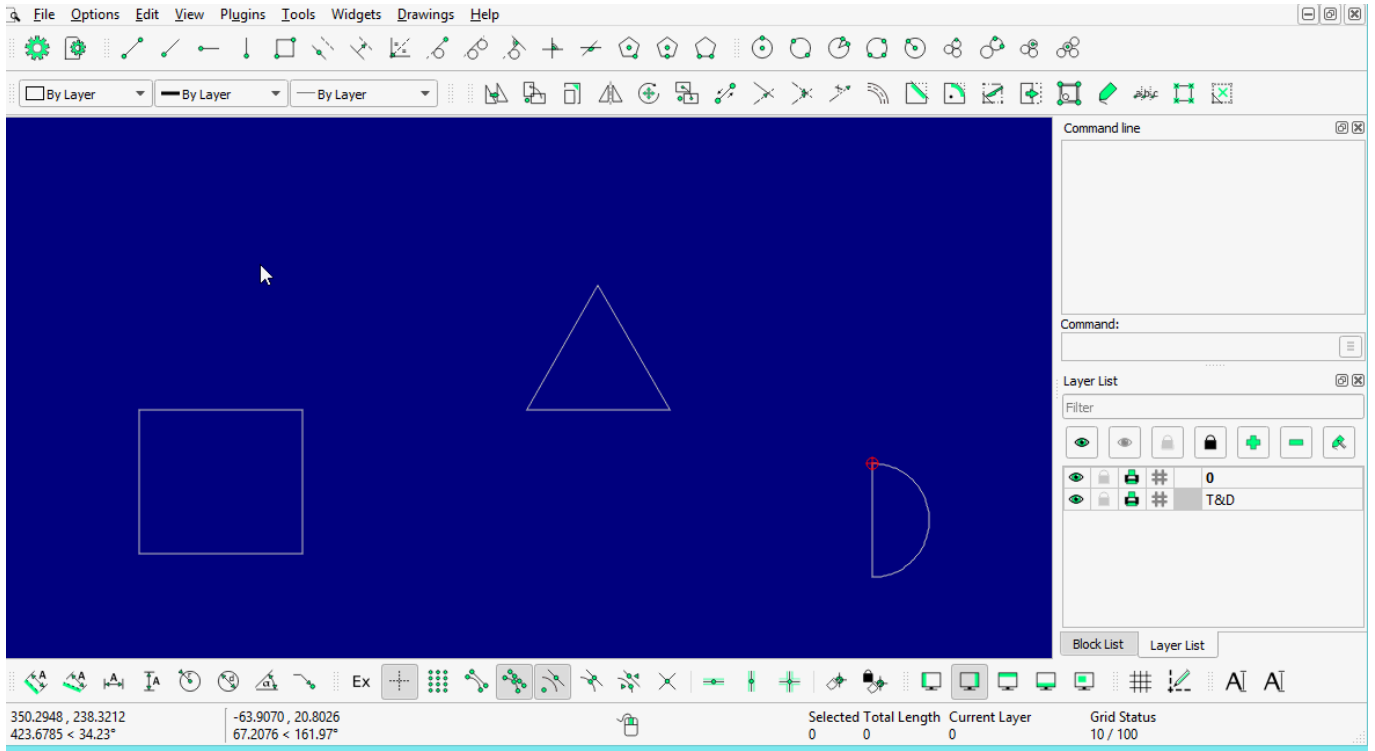 File Options Edit View Plugins Tools Widgets Drawings Help
By Layer By Layer By Layer
Command line
Command:
Layer List
Filter
0
T&D
Block List Layer List
Ex
350.2948 , 238.3212 -63.9070 , 20.8026 Selected Total Length Current Layer Grid Status
423.6785 < 34.23° 67.2076 < 161.97° 0 0 0 10 / 100